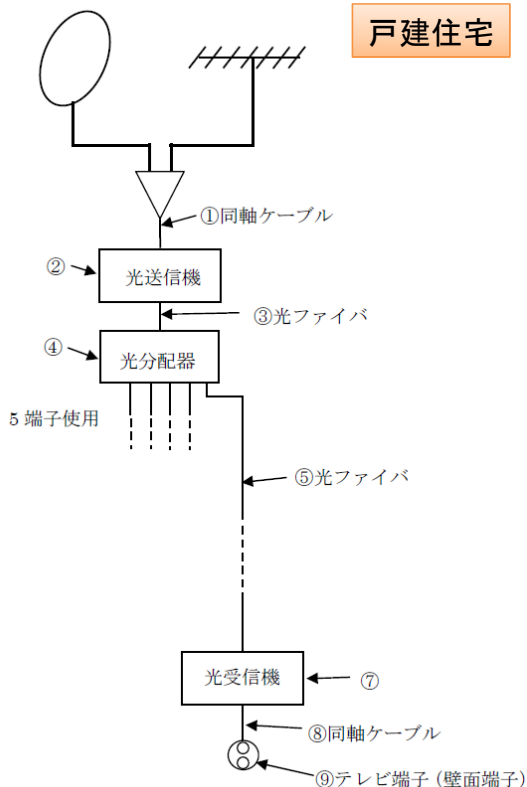 戸建住宅
①同軸ケーブル
②
光送信機
③光ファイバ
④
光分配器
5端子使用
⑤光ファイバ
光受信機
⑦
⑧同軸ケーブル
⑨テレビ端子(壁面端子)